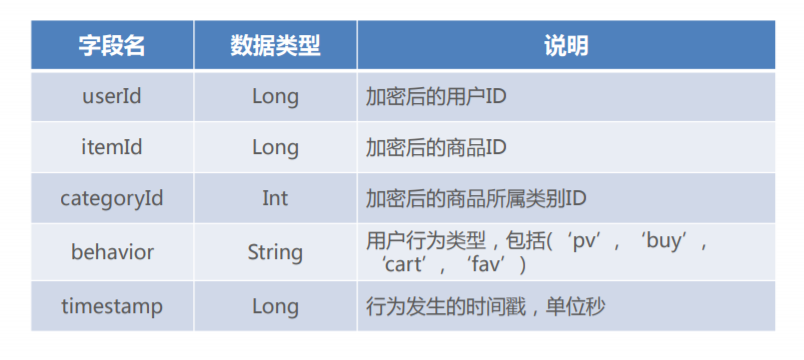 字段名 数据类型 说明
userId Long 加密后的用户ID
itemId Long 加密后的商品ID
categoryId Int 加密后的商品所属类别ID
behavior String 用户行为类型，包括(‘pv’,‘buy’,
‘cart’,‘fav’)
timestamp Long 行为发生的时间戳，单位秒